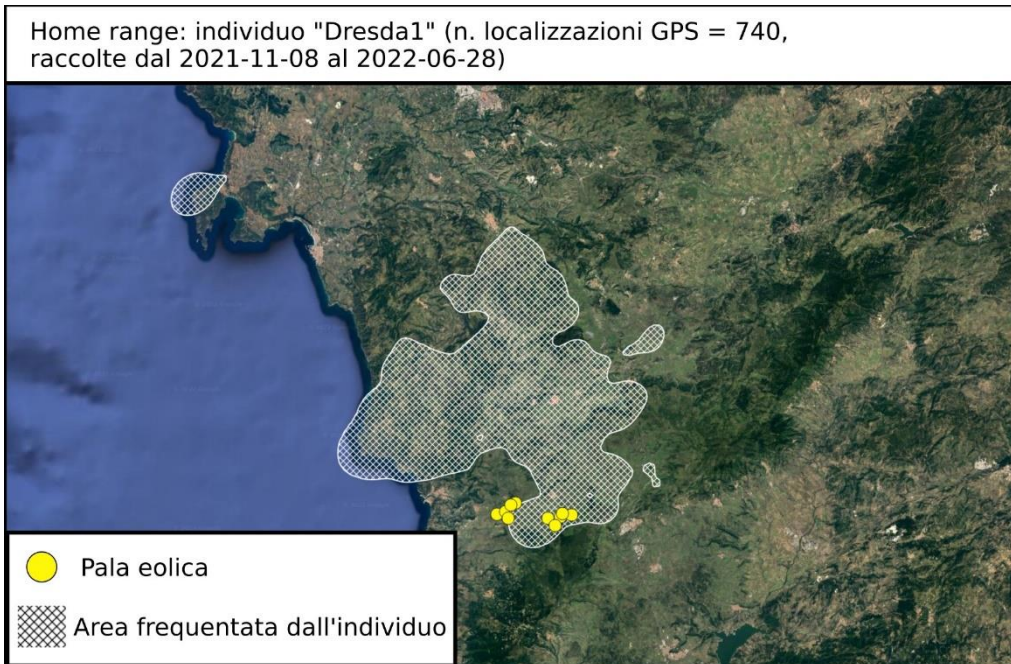 Home range: individuo "Dresda1" (n. localizzazioni GPS = 740,
raccolte dal 2021-11-08 al 2022-06-28)
Pala eolica
Area frequentata dall'individuo